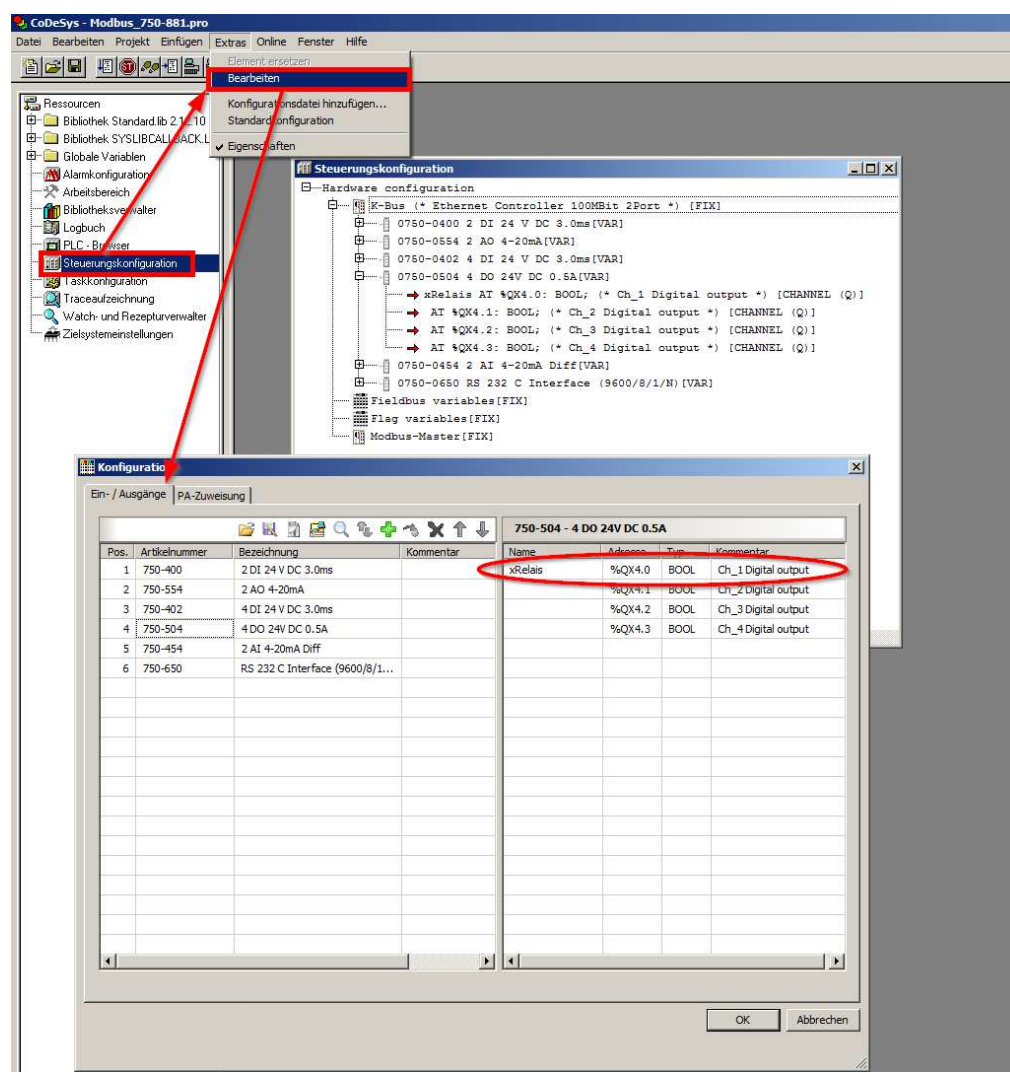 CoDeSys - Modbus_750-881.pro
Datei Bearbeiten Projekt Einfügen Extras Online Fenster Hilfe
Element ersetzen
Bearbeiten
Konfigurationsdatei hinzufügen...
Standardkonfiguration
Eigenschaften
Ressourcen
Bibliothek Standard.lib
Bibliothek
Globale Variablen
Alarmkonfiguration
Arbeitsbereich
Bibliotheksverwalter
Logbuch
PLC - Browser
Steuerungskonfiguration
Taskkonfiguration
Traceaufzeichnung
Watch- und Rezepturverwalter
Zielsystemeinstellungen
Steuerungskonfiguration
Hardware configuration
K-Bus (* Ethernet Controller 100MBit 2Port *) [FIX]
0750-0400 2 DI 24 V DC 3.0ms[VAR]
0750-0554 2 AO 4-20mA[VAR]
0750-0402 4 DI 24 V DC 3.0ms[VAR]
0750-0504 4 DO 24V DC 0.5A[VAR]
xRelais AT %QX4.0: BOOL; (* Ch_1 Digital output *) [CHANNEL (Q)]
AT %QX4.1: BOOL; (* Ch_2 Digital output *) [CHANNEL (Q)]
AT %QX4.2: BOOL; (* Ch_3 Digital output *) [CHANNEL (Q)]
AT %QX4.3: BOOL; (* Ch_4 Digital output *) [CHANNEL (Q)]
0750-0454 2 AI 4-20mA Diff[VAR]
0750-0650 RS 232 C Interface (9600/8/1/N)[VAR]
Fieldbus variables[FIX]
Flag variables[FIX]
Modbus-Master[FIX]
Konfiguration
Ein- / Ausgänge PA-Zuweisung
750-504 - 4 DO 24V DC 0.5A
Pos. Artikelnummer Bezeichnung Kommentar Name Adresse Typ Kommentar
1 750-400 2 DI 24 V DC 3.0ms xRelais %QX4.0 BOOL Ch_1 Digital output
2 750-554 2 AO 4-20mA %QX4.1 BOOL Ch_2 Digital output
3 750-402 4 DI 24 V DC 3.0ms %QX4.2 BOOL Ch_3 Digital output
4 750-504 4 DO 24V DC 0.5A %QX4.3 BOOL Ch_4 Digital output
5 750-454 2 AI 4-20mA Diff
6 750-650 RS 232 C Interface (9600/8/1...
OK Abbrechen